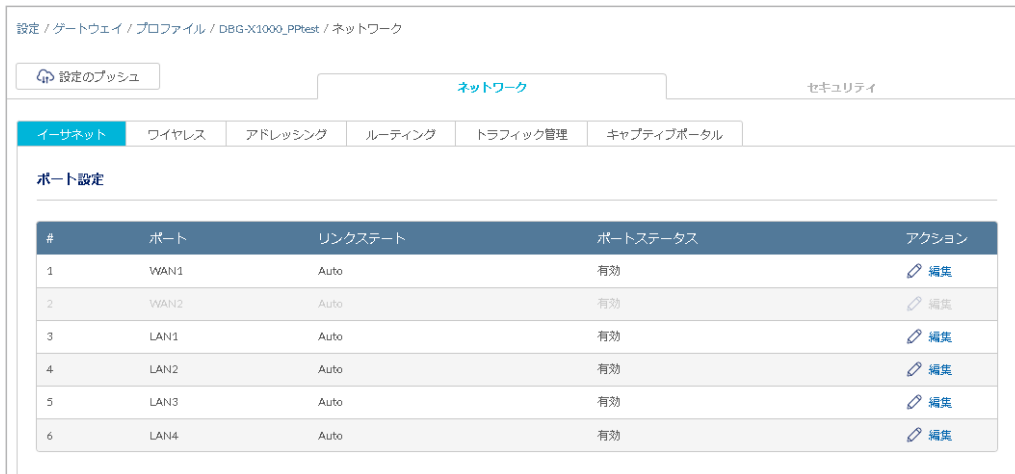 設定 / ゲートウェイ / プロファイル / DBG-X1000_PPtest / ネットワーク
設定のプッシュ
ネットワーク セキュリティ
イーサネット ワイヤレス アドレッシング ルーティング トラフィック管理 キャプティブポータル
ポート設定
# ポート リンクステート ポートステータス アクション
1 WAN1 Auto 有効 編集
2 WAN2 Auto 有効 編集
3 LAN1 Auto 有効 編集
4 LAN2 Auto 有効 編集
5 LAN3 Auto 有効 編集
6 LAN4 Auto 有効 編集